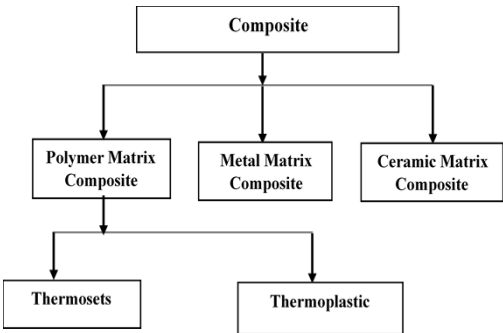 Composite
Polymer Matrix
Composite
Metal Matrix
Composite
Ceramic Matrix
Composite
Thermosets
Thermoplastic